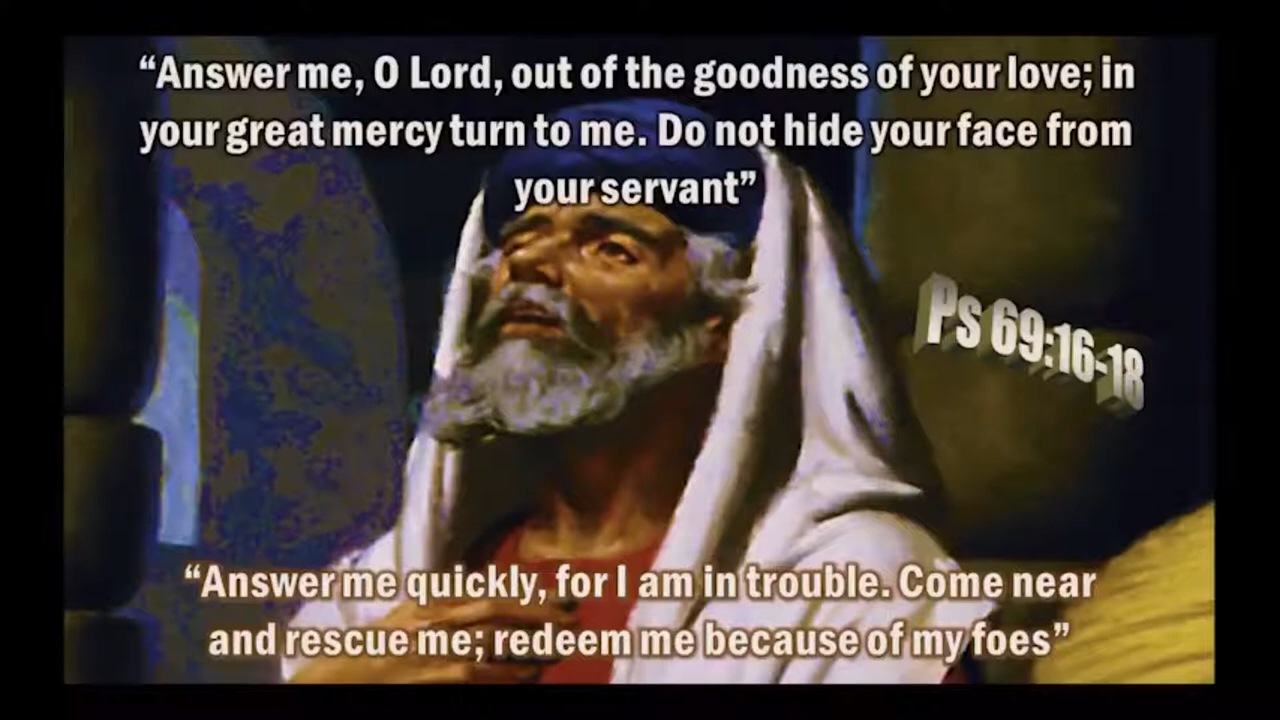 “Answer me, O Lord, out of the goodness of your love; in
your great mercy turn to me. Do not hide your face from
your servant”
Ps 69:16-18
“Answer me quickly, for I am in trouble. Come near
and rescue me; redeem me because of my foes”